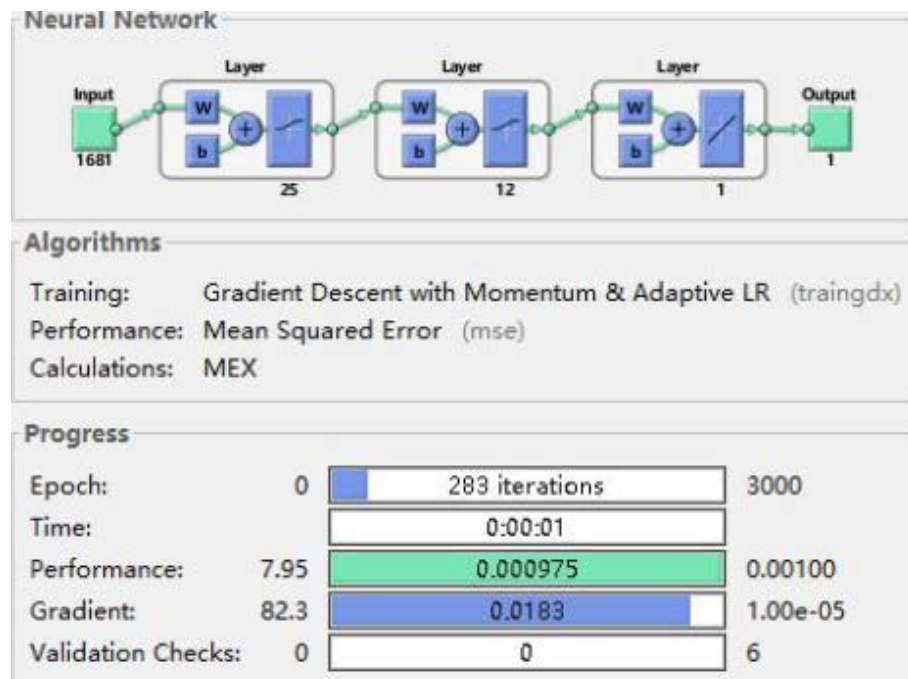 Neural Network
Layer Layer Layer
Input Output
W W W
+ + +
b b b
1681 25 12 1 1
Algorithms
Training: Gradient Descent with Momentum & Adaptive LR (traingdx)
Performance: Mean Squared Error (mse)
Calculations: MEX
Progress
Epoch: 0 283 iterations 3000
Time: 0:00:01
Performance: 7.95 0.000975 0.00100
Gradient: 82.3 0.0183 1.00e-05
Validation Checks: 0 0 6